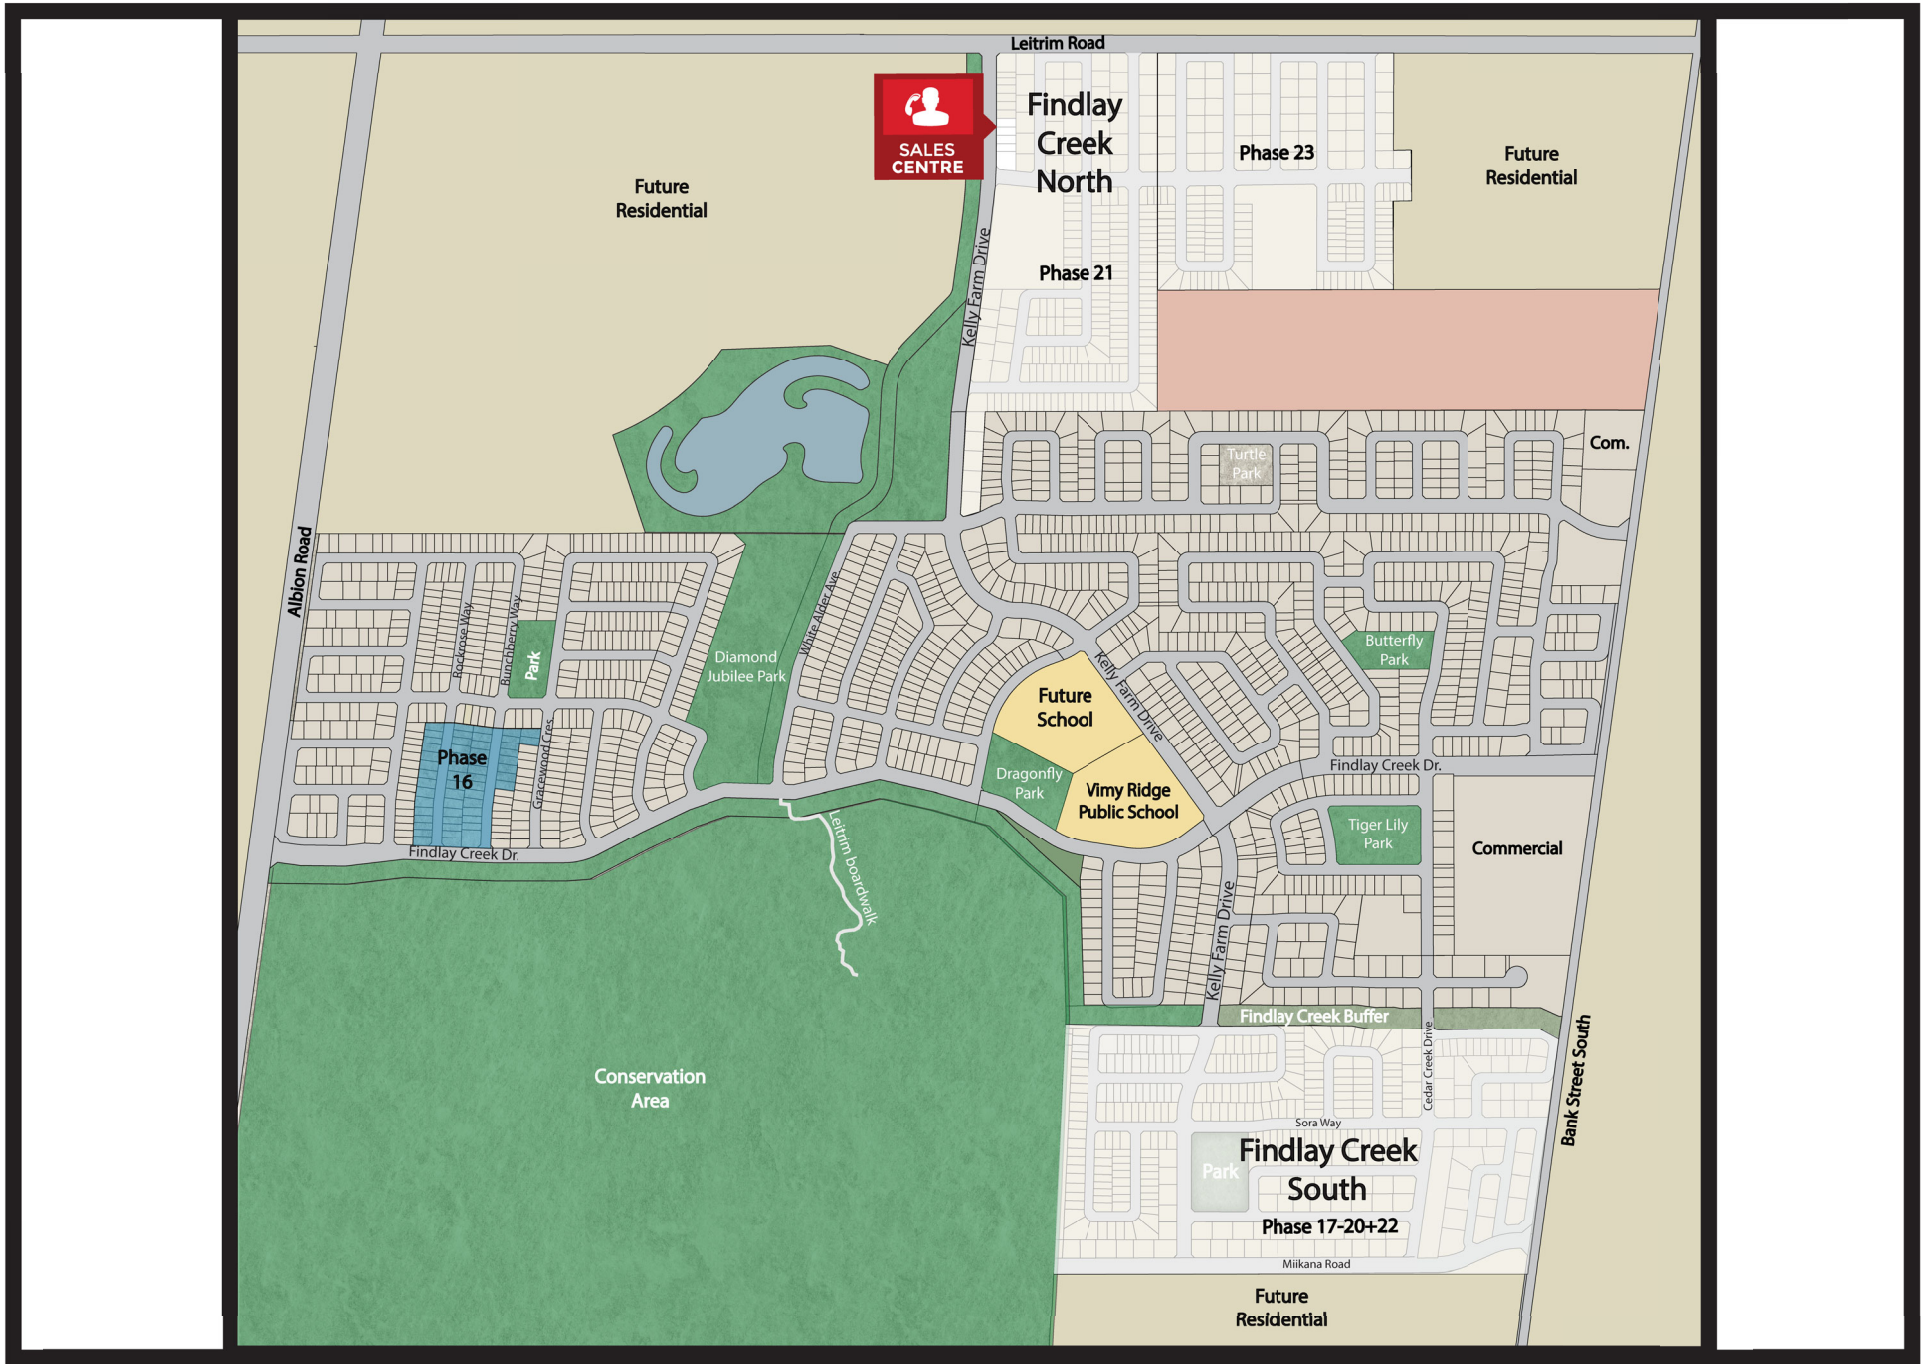 Leitrim Road
SALES
CENTRE
Findlay
Creek
North
Phase 23
Future
Residential
Future
Residential
Kelly Farm Drive
Phase 21
Com.
Turtle
Park
Albion Road
Rockrose Way
Bunchberry Way
Park
Diamond
Jubilee Park
White Alder Ave
Butterfly
Park
Kelly Farm Drive
Future
School
Phase
16
Gracewood Cres.
Dragonfly
Park
Vimy Ridge
Public School
Findlay Creek Dr.
Tiger Lily
Park
Commercial
Findlay Creek Dr.
Leitrim boardwalk
Kelly Farm Drive
Findlay Creek Buffer
Cedar Creek Drive
Bank Street South
Conservation
Area
Sora Way
Park
Findlay Creek
South
Phase 17-20+22
Miikana Road
Future
Residential